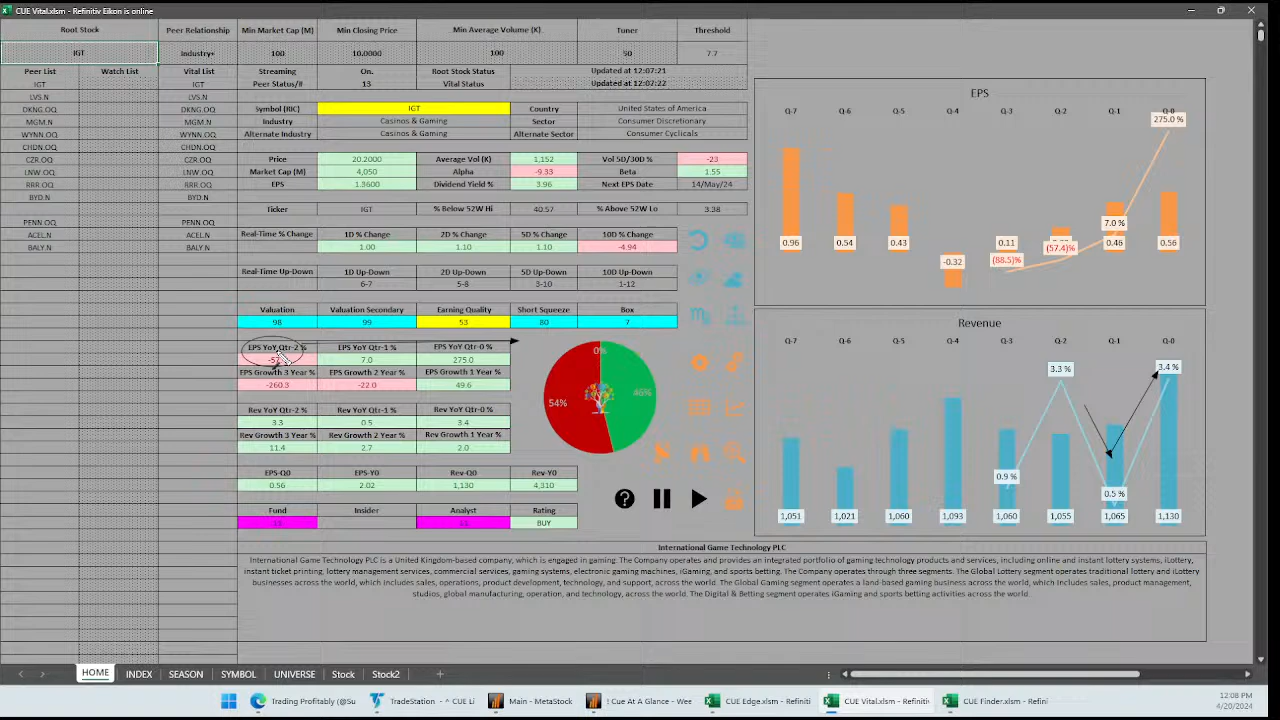 CUE Vital.xlsm - Refinitiv Eikon is online
Root Stock Peer Relationship Min Market Cap (M) Min Closing Price Min Average Volume (K) Tuner Threshold
IGT Industry+ 100 10.0000 100 50 7.7
Peer List Watch List Vital List Streaming On. Root Stock Status Updated at 12:07:21
IGT IGT Peer Status/# 13 Vital Status Updated at 12:07:22
LVS.N LVS.N
DKNG.OQ DKNG.OQ Symbol (RIC) IGT Country United States of America
MGM.N MGM.N Industry Casinos & Gaming Sector Consumer Discretionary
WYNN.OQ WYNN.OQ Alternate Industry Casinos & Gaming Alternate Sector Consumer Cyclicals
CHDN.OQ CHDN.OQ
CZR.OQ CZR.OQ Price 20.2000 Average Vol (K) 1,152 Vol 5D/30D % -23
LNW.OQ LNW.OQ Market Cap (M) 4,050 Alpha -9.33 Beta 1.55
RRR.OQ RRR.OQ EPS 1.3600 Dividend Yield % 3.96 Next EPS Date 14/May/24
BYD.N BYD.N
Ticker IGT % Below 52W Hi 40.57 % Above 52W Lo 3.38
PENN.OQ PENN.OQ
ACEL.N ACEL.N Real-Time % Change 1D % Change 2D % Change 5D % Change 10D % Change
BALY.N BALY.N 1.00 1.10 1.10 -4.94
Real-Time Up-Down 1D Up-Down 2D Up-Down 5D Up-Down 10D Up-Down
6-7 5-8 3-10 1-12
Valuation Valuation Secondary Earning Quality Short Squeeze Box
98 99 53 80 7
EPS YoY Qtr-2 % EPS YoY Qtr-1 % EPS YoY Qtr-0 %
7.0 275.0
EPS Growth 3 Year % EPS Growth 2 Year % EPS Growth 1 Year %
-260.3 -22.0 49.6
Rev YoY Qtr-2 % Rev YoY Qtr-1 % Rev YoY Qtr-0 %
3.3 0.5 3.4
Rev Growth 3 Year % Rev Growth 2 Year % Rev Growth 1 Year %
11.4 2.7 2.0
EPS-Q0 EPS-Y0 Rev-Q0 Rev-Y0
0.56 2.02 1,130 4,310
Fund Insider Analyst Rating
BUY
0%
54% 46%
EPS
Q-7 Q-6 Q-5 Q-4 Q-3 Q-2 Q-1 Q-0
275.0 %
7.0 %
0.96 0.54 0.43 -0.32 0.11 0.46 0.56
(88.5)% (57.4)%
Revenue
Q-7 Q-6 Q-5 Q-4 Q-3 Q-2 Q-1 Q-0
3.3 % 3.4 %
0.9 % 0.5 %
1,051 1,021 1,060 1,093 1,060 1,055 1,065 1,130
International Game Technology PLC
International Game Technology PLC is a United Kingdom-based company, which is engaged in gaming. The Company operates and provides an integrated portfolio of gaming technology products and services, including online and instant lottery systems, iLottery,
instant ticket printing, lottery management services, commercial services, gaming systems, electronic gaming machines, iGaming, and sports betting. The Company operates through three segments. The Global Lottery segment operates traditional lottery and iLottery
businesses across the world, which includes sales, operations, product development, technology, and support, across the world. The Global Gaming segment operates a land-based gaming business across the world, which include sales, product management,
studios, global manufacturing, operation, and technology, across the world. The Digital & Betting segment operates iGaming and sports betting activities across the world.
HOME INDEX SEASON SYMBOL UNIVERSE Stock Stock2
Trading Profitably (@Su TradeStation - ^ CUE Li Main - MetaStock ! Cue At A Glance - We CUE Edge.xlsm - Refiniti CUE Vital.xlsm - Refiniti CUE Finder.xlsm - Refini
12:08 PM
4/20/2024